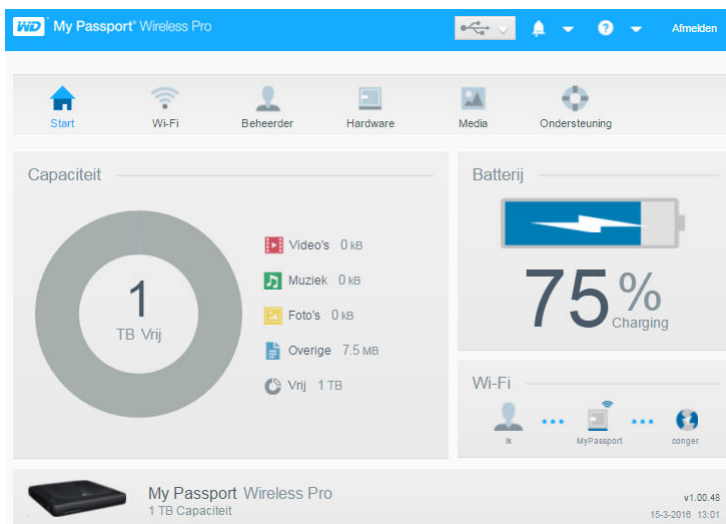 WD My Passport® Wireless Pro
Afmelden
Start
Wi-Fi
Beheerder
Hardware
Media
Ondersteuning
Capaciteit
1
TB Vrij
Video's 0 kB
Muziek 0 kB
Foto's 0 kB
Overige 7.5 MB
Vrij 1 TB
Batterij
75%
Charging
Wi-Fi
Ik
MyPassport
conger
My Passport Wireless Pro
1 TB Capaciteit
v1.00.48
15-3-2016 13:01